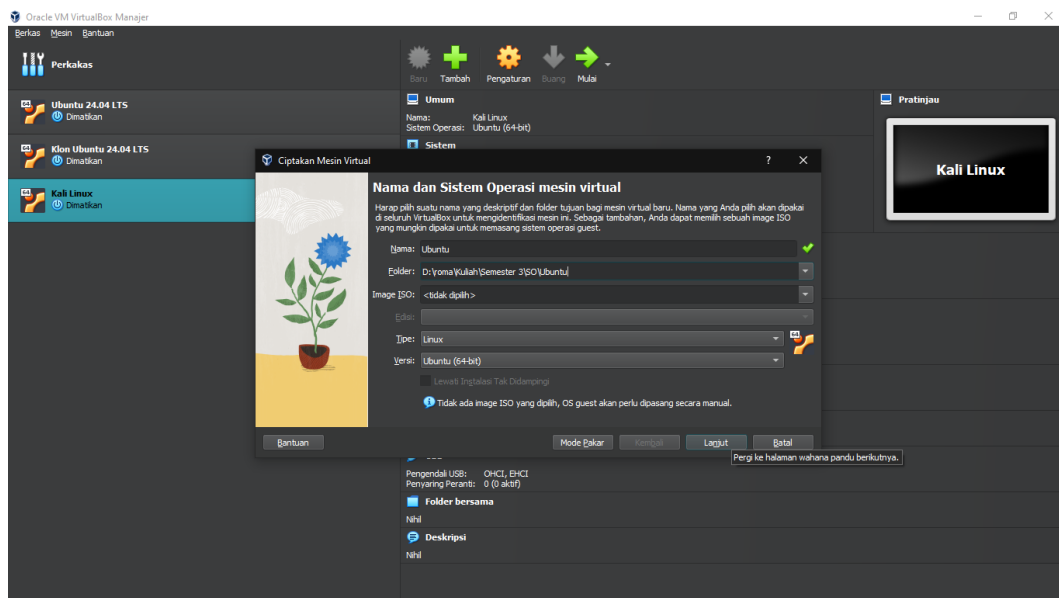 Oracle VM VirtualBox Manajer
Berkas Mesin Bantuan
Perkakas
Baru Tambah Pengaturan Buang Mulai
64
Ubuntu 24.04 LTS
Dimatikan
64
Klon Ubuntu 24.04 LTS
Dimatikan
64
Kali Linux
Dimatikan
Umum
Nama: Kali Linux
Sistem Operasi: Ubuntu (64-bit)
Sistem
Pratinjau
Kali Linux
Ciptakan Mesin Virtual
?
Nama dan Sistem Operasi mesin virtual
Harap pilih suatu nama yang deskriptif dan folder tujuan bagi mesin virtual baru. Nama yang Anda pilih akan dipakai
di seluruh VirtualBox untuk mengidentifikasi mesin ini. Sebagai tambahan, Anda dapat memilih sebuah image ISO
yang mungkin dipakai untuk memasang sistem operasi guest.
Nama: Ubuntu
Folder: D:\roma\Kuliah\Semester 3\SO\Ubuntu
Image ISO: <tidak dipilih>
Edisi:
Tipe: Linux
64
Versi: Ubuntu (64-bit)
Lewati Instalasi Tak Didampingi
Tidak ada image ISO yang dipilih, OS guest akan perlu dipasang secara manual.
Bantuan Mode Pakar Kembali Lanjut Batal
Pergi ke halaman wahana pandu berikutnya.
Pengendali USB: OHCI, EHCI
Penyaring Peranti: 0 (0 aktif)
Folder bersama
Nihil
Deskripsi
Nihil